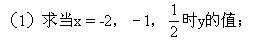 （1）求当x = -2，-1，1/2时y的值；